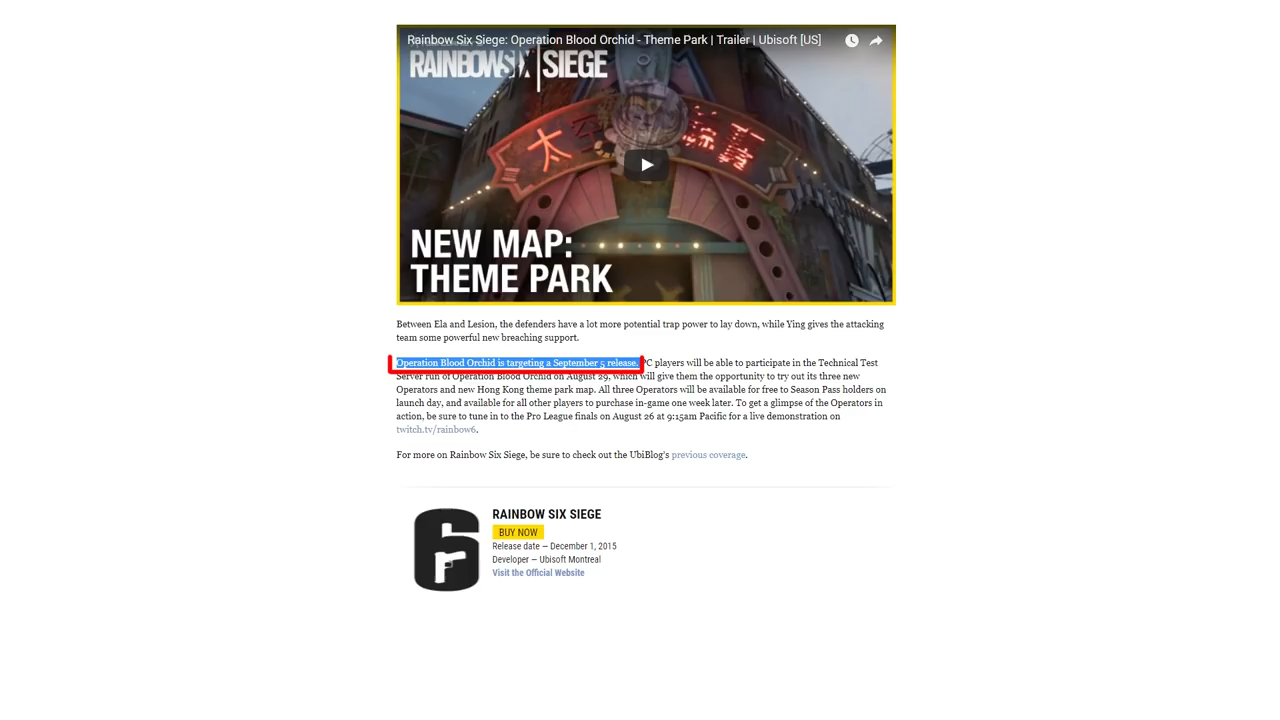 Rainbow Six Siege: Operation Blood Orchid - Theme Park | Trailer | Ubisoft [US]
RAINBOWSIX | SIEGE
太空
NEW MAP:
THEME PARK
Between Ela and Lesion, the defenders have a lot more potential trap power to lay down, while Ying gives the attacking
team some powerful new breaching support.
Operation Blood Orchid is targeting a September 5 release. PC players will be able to participate in the Technical Test
Server run of Operation Blood Orchid on August 29, which will give them the opportunity to try out its three new
Operators and new Hong Kong theme park map. All three Operators will be available for free to Season Pass holders on
launch day, and available for all other players to purchase in-game one week later. To get a glimpse of the Operators in
action, be sure to tune in to the Pro League finals on August 26 at 9:15am Pacific for a live demonstration on
twitch.tv/rainbow6.
For more on Rainbow Six Siege, be sure to check out the UbiBlog's previous coverage.
RAINBOW SIX SIEGE
BUY NOW
Release date — December 1, 2015
Developer — Ubisoft Montreal
Visit the Official Website